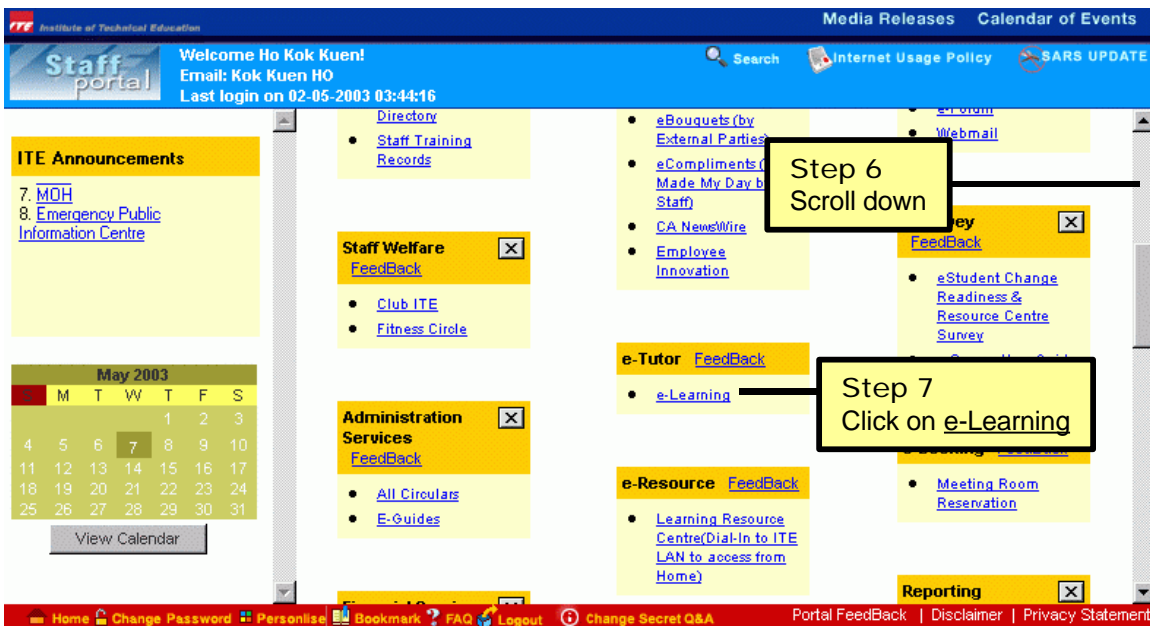 ITE Institute of Technical Education
Media Releases Calendar of Events
Staff portal
Welcome Ho Kok Kuen!
Email: Kok Kuen HO
Last login on 02-05-2003 03:44:16
Search Internet Usage Policy SARS UPDATE
ITE Announcements
7. MOH
8. Emergency Public
Information Centre
May 2003
S M T W T F S
1 2 3
4 5 6 7 8 9 10
11 12 13 14 15 16 17
18 19 20 21 22 23 24
25 26 27 28 29 30 31
View Calendar
Directory
Staff Training
Records
Staff Welfare
FeedBack
Club ITE
Fitness Circle
Administration
Services
FeedBack
All Circulars
E-Guides
eBouquets (by
External Parties)
eCompliments (
Made My Day b
Staff)
CA NewsWire
Employee
Innovation
e-Tutor FeedBack
e-Learning
e-Resource FeedBack
Learning Resource
Centre(Dial-In to ITE
LAN to access from
Home)
e-Forum
Webmail
Step 6
Scroll down
FeedBack
eStudent Change
Readiness &
Resource Centre
Survey
Step 7
Click on e-Learning
Meeting Room
Reservation
Reporting
Home Change Password Personlise Bookmark ? FAQ Logout Change Secret Q&A
Portal FeedBack | Disclaimer | Privacy Statement